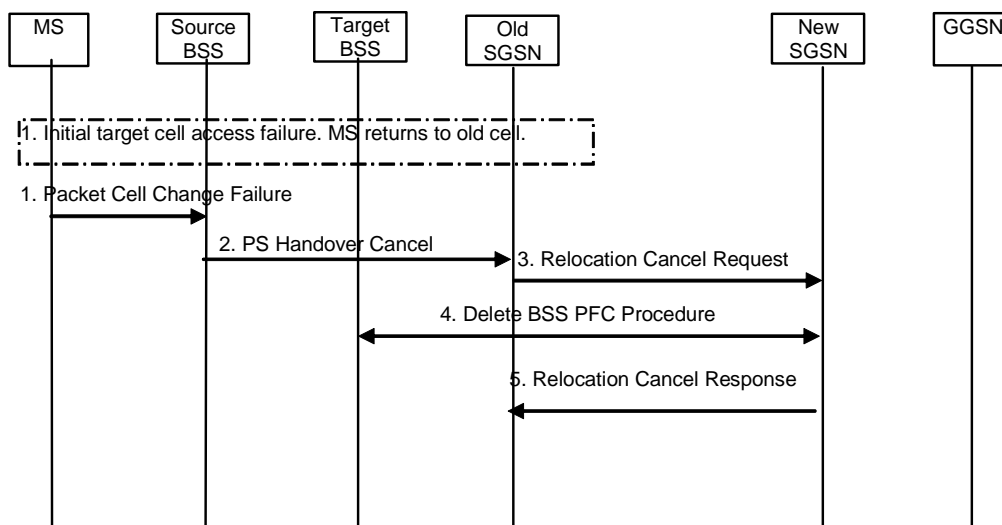 MS
Source
BSS
Target
BSS
Old
SGSN
New
SGSN
GGSN
1. Initial target cell access failure. MS returns to old cell.
1. Packet Cell Change Failure
2. PS Handover Cancel
3. Relocation Cancel Request
4. Delete BSS PFC Procedure
5. Relocation Cancel Response